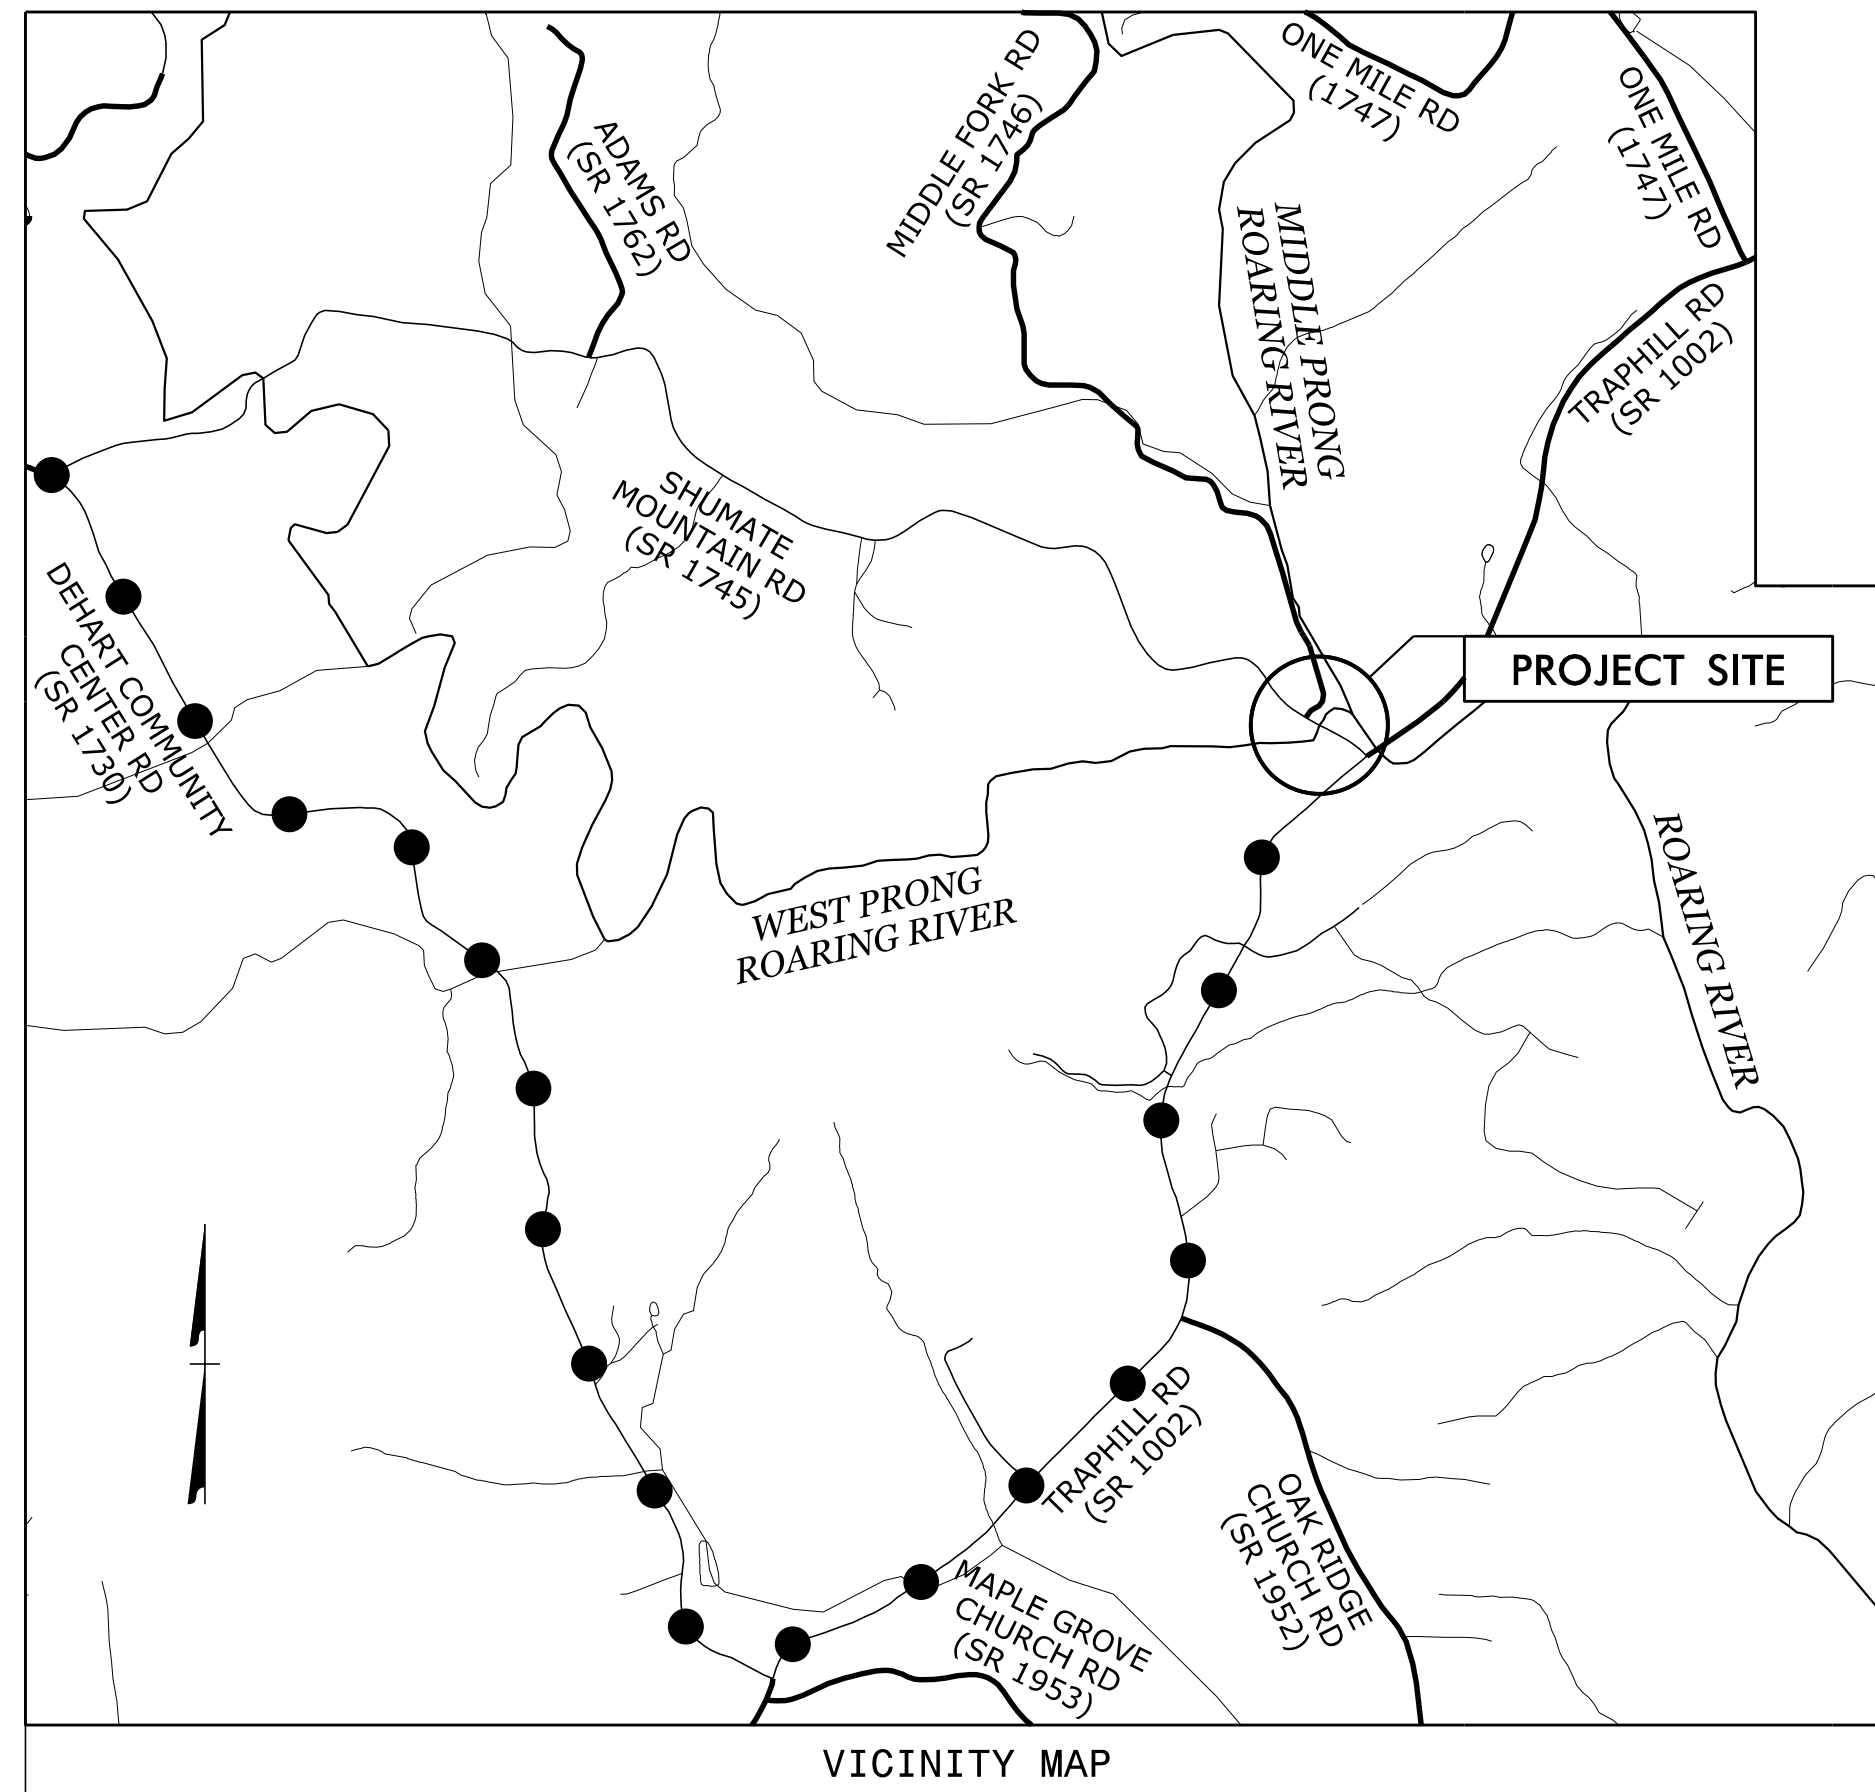 ONE MILE RD
(1747)
MIDDLE FORK RD
(SR 1746)
ONE MILE RD
(1747)
ADAMS RD
(SR 1762)
MIDDLE PRONG
ROARING RIVER
TRAPHILL RD
(SR 1002)
SHUMATE
MOUNTAIN RD
(SR 1745)
DEHART COMMUNITY
CENTER RD
(SR 1730)
PROJECT SITE
WEST PRONG
ROARING RIVER
ROARING RIVER
TRAPHILL RD
(SR 1002)
OAK RIDGE
CHURCH RD
(SR 1952)
MAPLE GROVE
CHURCH RD
(SR 1953)
VICINITY MAP